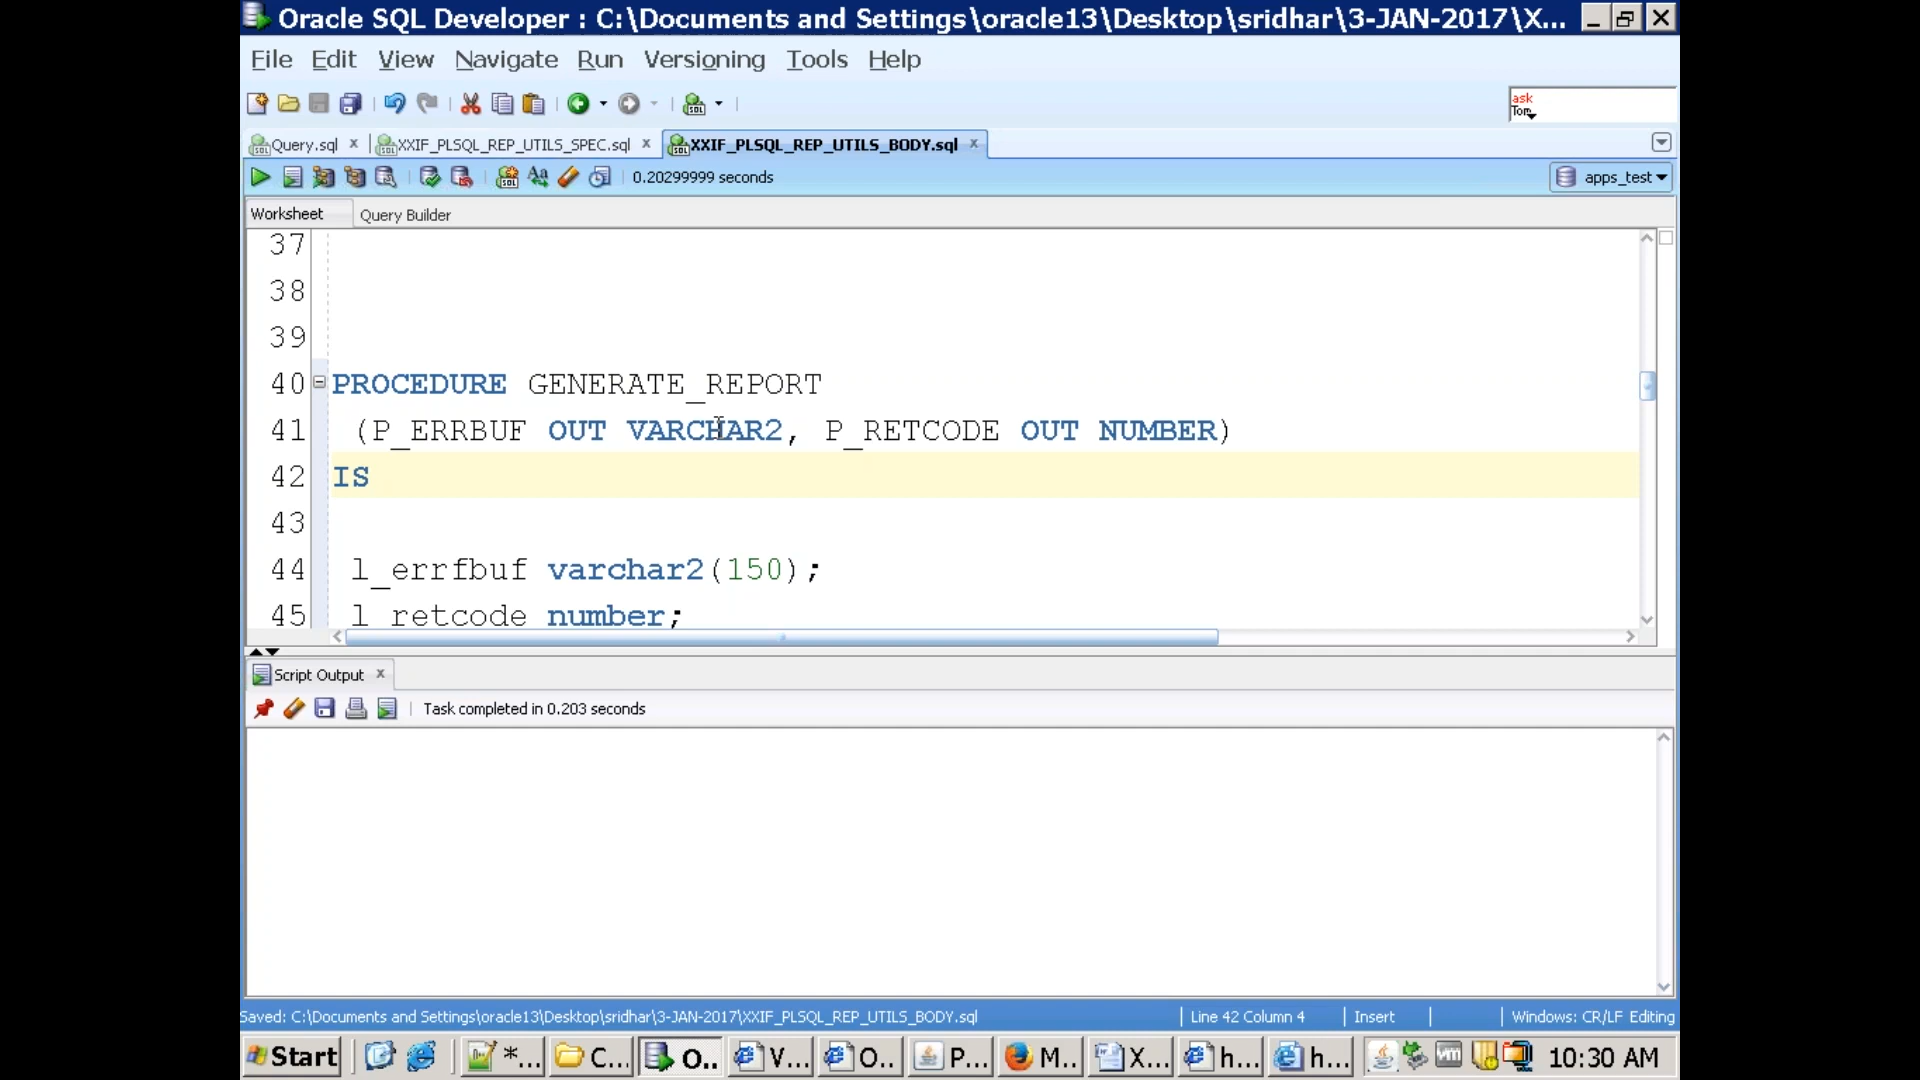 Oracle SQL Developer : C:\Documents and Settings\oracle13\Desktop\sridhar\3-JAN-2017\X...
File Edit View Navigate Run Versioning Tools Help
ask
Tom
Query.sql XXIF_PLSQL_REP_UTILS_SPEC.sql XXIF_PLSQL_REP_UTILS_BODY.sql
0.20299999 seconds apps_test
Worksheet Query Builder
37
38
39
40 PROCEDURE GENERATE_REPORT
41 (P_ERRBUF OUT VARCHAR2, P_RETCODE OUT NUMBER)
42 IS
43
44 l_errfbuf varchar2(150);
45 l_retcode number;
Script Output
Task completed in 0.203 seconds
Saved: C:\Documents and Settings\oracle13\Desktop\sridhar\3-JAN-2017\XXIF_PLSQL_REP_UTILS_BODY.sql Line 42 Column 4 Insert Windows: CR/LF Editing
Start *... C... O.. V... O.. P... M.. X... h... h... 10:30 AM